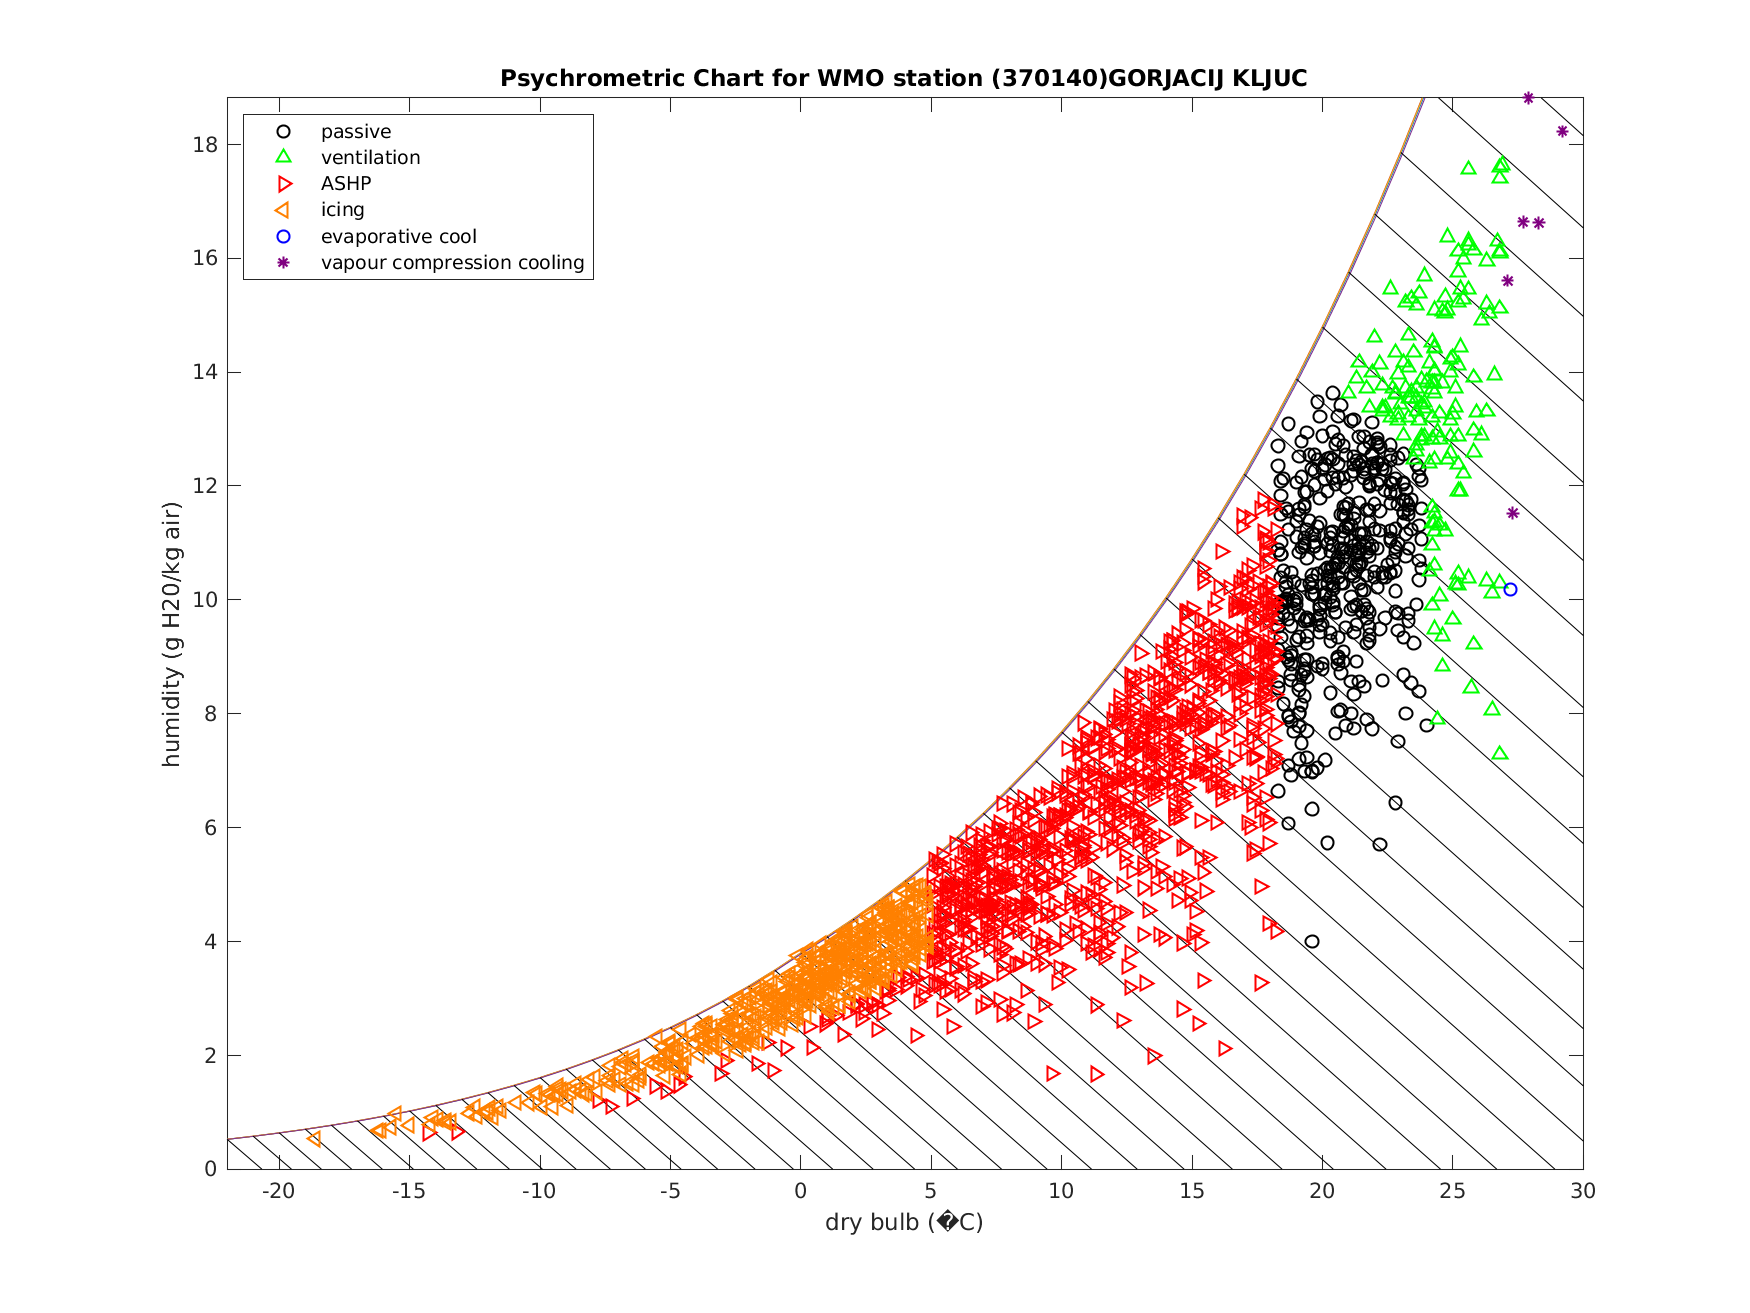 Psychrometric Chart for WMO station (370140)GORJACIJ KLJUC
passive
ventilation
ASHP
icing
evaporative cool
vapour compression cooling
18
16
14
12
10
8
6
4
2
0
humidity (g H20/kg air)
-20 -15 -10 -5 0 5 10 15 20 25 30
dry bulb (�C)